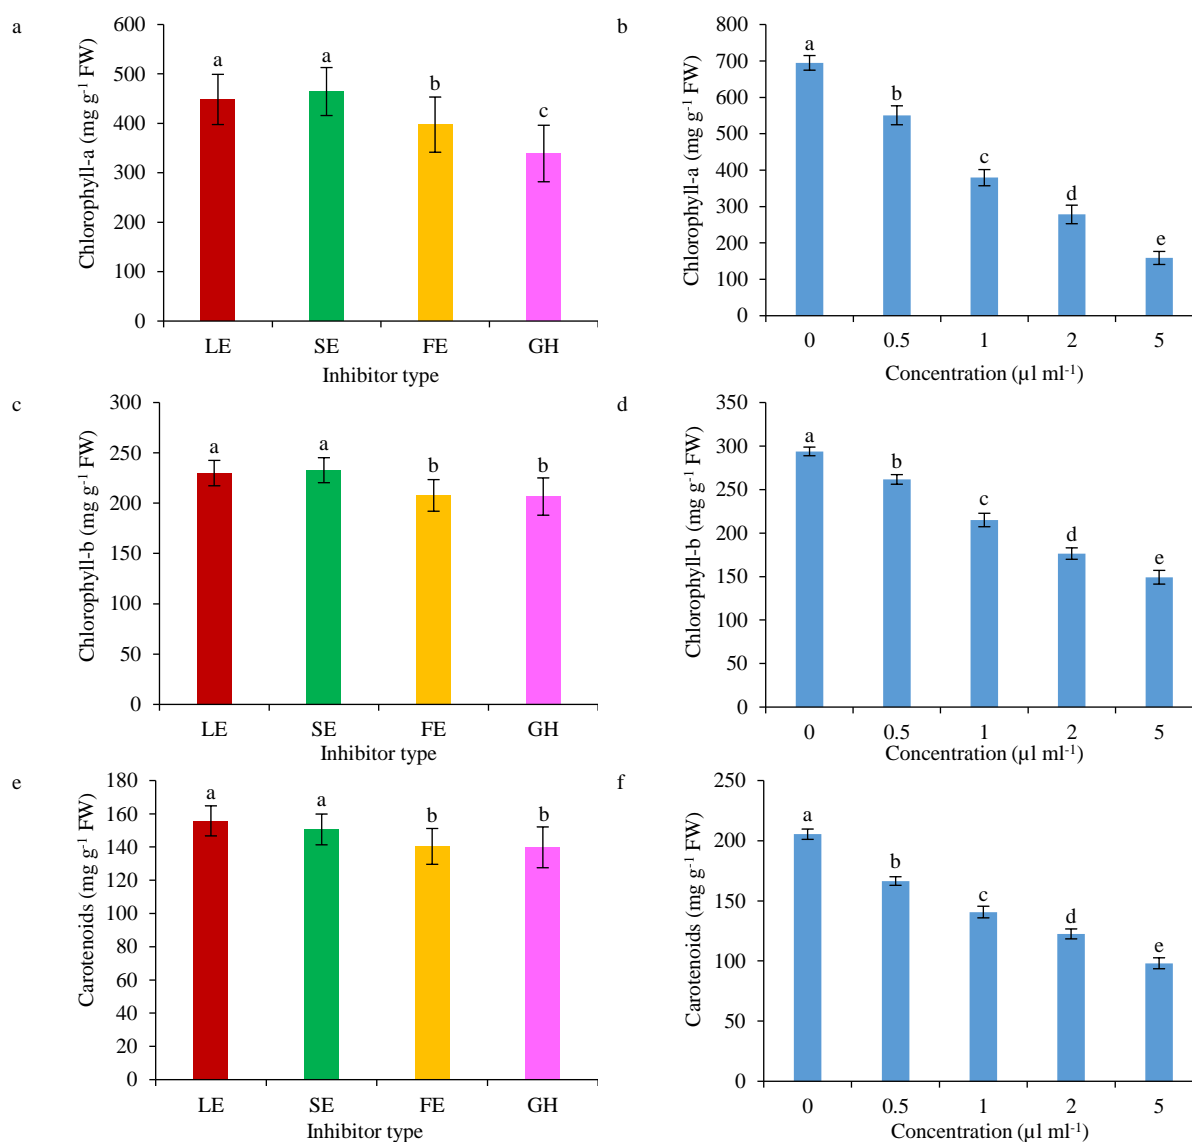 a
Chlorophyll-a (mg g-1 FW)
600
500
400
300
200
100
0
a
a
b
c
LE SE FE GH
Inhibitor type
b
Chlorophyll-a (mg g-1 FW)
800
700
600
500
400
300
200
100
0
a
b
c
d
e
0 0.5 1 2 5
Concentration (µl ml-1)
c
Chlorophyll-b (mg g-1 FW)
300
250
200
150
100
50
0
a
a
b
b
LE SE FE GH
Inhibitor type
d
Chlorophyll-b (mg g-1 FW)
350
300
250
200
150
100
50
0
a
b
c
d
e
0 0.5 1 2 5
Concentration (µl ml-1)
e
Carotenoids (mg g-1 FW)
180
160
140
120
100
80
60
40
20
0
a
a
b
b
LE SE FE GH
Inhibitor type
f
Carotenoids (mg g-1 FW)
250
200
150
100
50
0
a
b
c
d
e
0 0.5 1 2 5
Concentration (µl ml-1)